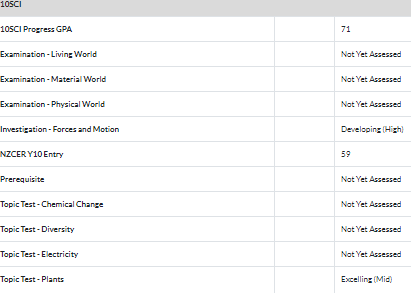 10SCI
10SCI Progress GPA 71
Examination - Living World Not Yet Assessed
Examination - Material World Not Yet Assessed
Examination - Physical World Not Yet Assessed
Investigation - Forces and Motion Developing (High)
NZCER Y10 Entry 59
Prerequisite Not Yet Assessed
Topic Test - Chemical Change Not Yet Assessed
Topic Test - Diversity Not Yet Assessed
Topic Test - Electricity Not Yet Assessed
Topic Test - Plants Excelling (Mid)